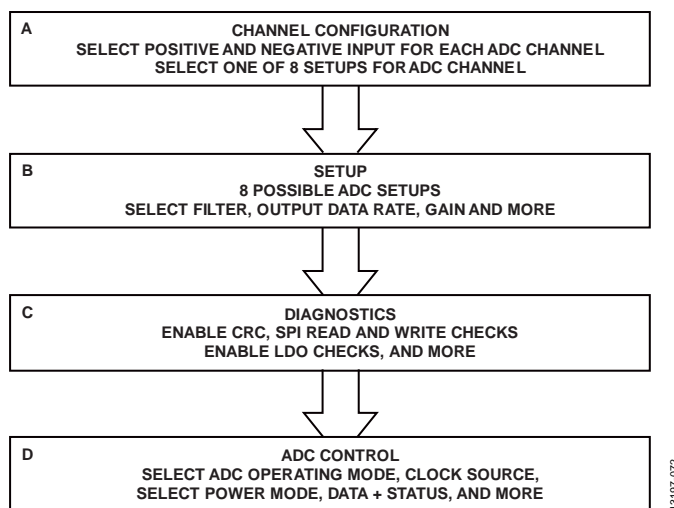 A
CHANNEL CONFIGURATION
SELECT POSITIVE AND NEGATIVE INPUT FOR EACH ADC CHANNEL
SELECT ONE OF 8 SETUPS FOR ADC CHANNEL
B
SETUP
8 POSSIBLE ADC SETUPS
SELECT FILTER, OUTPUT DATA RATE, GAIN AND MORE
C
DIAGNOSTICS
ENABLE CRC, SPI READ AND WRITE CHECKS
ENABLE LDO CHECKS, AND MORE
D
ADC CONTROL
SELECT ADC OPERATING MODE, CLOCK SOURCE,
SELECT POWER MODE, DATA + STATUS, AND MORE
13197-072